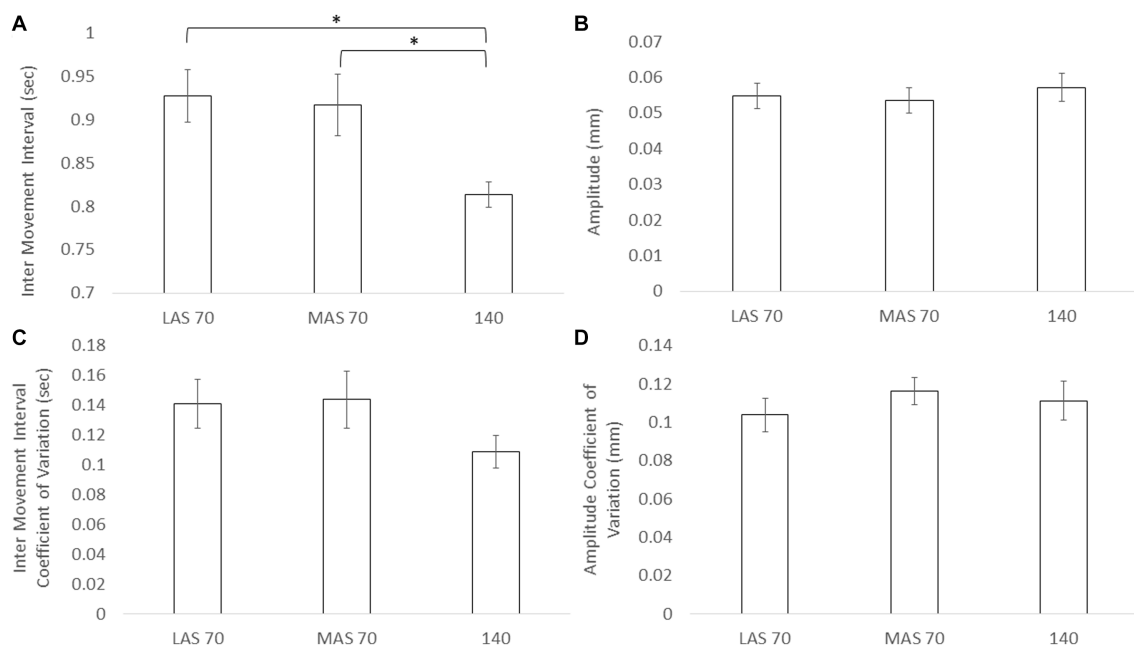 A
Inter Movement Interval (sec)
1
0.95
0.9
0.85
0.8
0.75
0.7
*
*
LAS 70
MAS 70
140
B
Amplitude (mm)
0.07
0.06
0.05
0.04
0.03
0.02
0.01
0
LAS 70
MAS 70
140
C
Inter Movement Interval
Coefficient of Variation (sec)
0.18
0.16
0.14
0.12
0.1
0.08
0.06
0.04
0.02
0
LAS 70
MAS 70
140
D
Amplitude Coefficient of
Variation (mm)
0.14
0.12
0.1
0.08
0.06
0.04
0.02
0
LAS 70
MAS 70
140